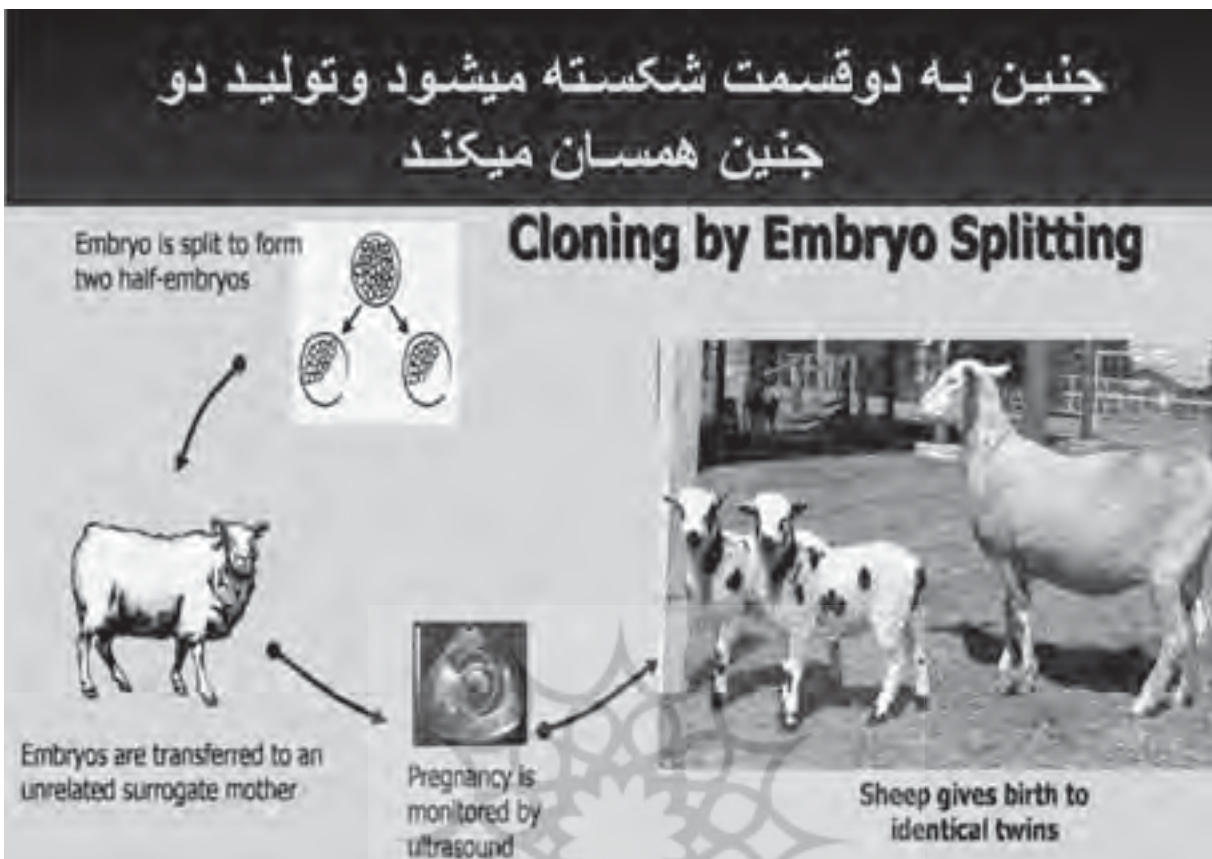 جنین به دوقسمت شکسته میشود وتولید دو
جنین همسان میکند
Cloning by Embryo Splitting
Embryo is split to form
two half-embryos
Embryos are transferred to an
unrelated surrogate mother
Pregnancy is
monitored by
ultrasound
Sheep gives birth to
identical twins